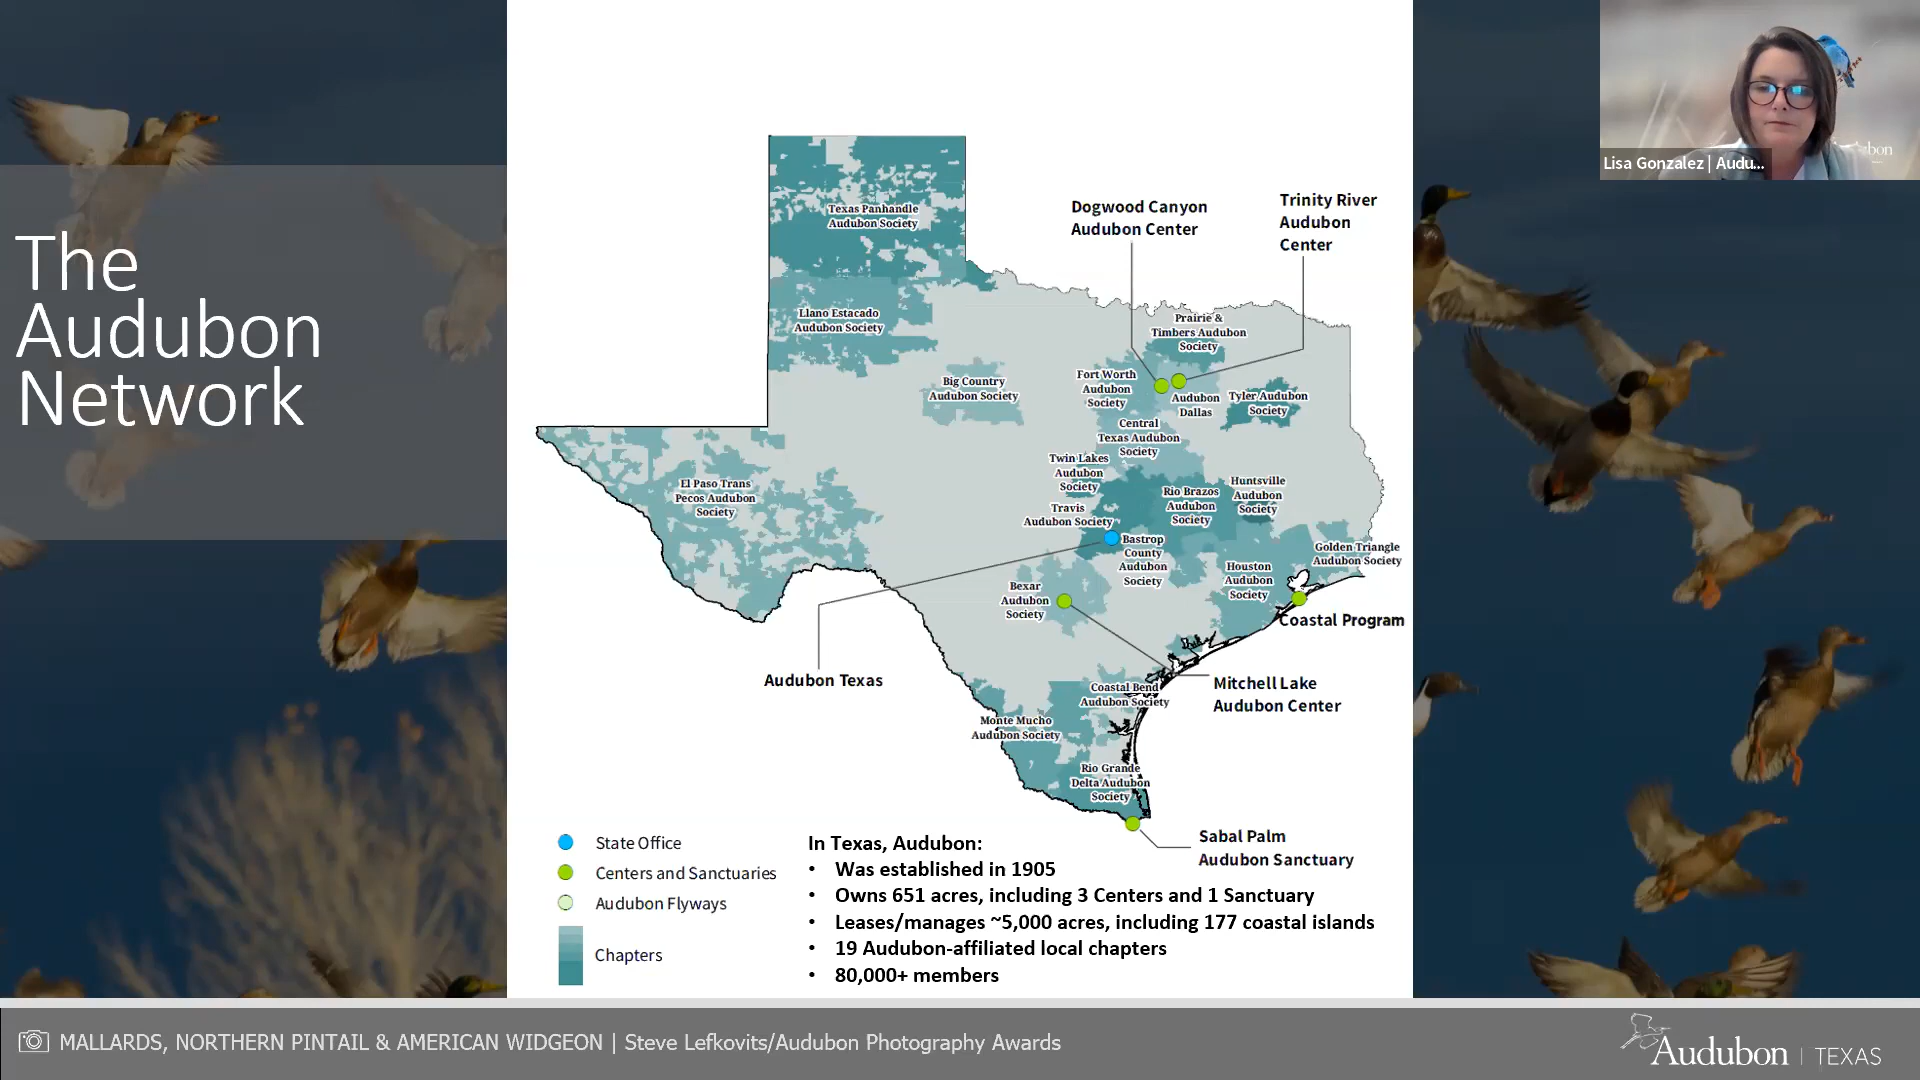 The
Audubon
Network
Lisa Gonzalez | Audu...
bon
Dogwood Canyon
Audubon Center
Trinity River
Audubon
Center
Texas Panhandle
Audubon Society
Llano Estacado
Audubon Society
Prairie &
Timbers Audubon
Society
Big Country
Audubon Society
Fort Worth
Audubon
Society
Audubon
Dallas
Tyler Audubon
Society
Central
Texas Audubon
Society
Twin Lakes
Audubon
Society
El Paso Trans
Pecos Audubon
Society
Rio Brazos
Audubon
Society
Huntsville
Audubon
Society
Travis
Audubon Society
Bastrop
County
Audubon
Society
Golden Triangle
Audubon Society
Houston
Audubon
Society
Bexar
Audubon
Society
Coastal Program
Audubon Texas
Mitchell Lake
Audubon Center
Coastal Bend
Audubon Society
Monte Mucho
Audubon Society
Rio Grande
Delta Audubon
Society
Sabal Palm
Audubon Sanctuary
State Office
Centers and Sanctuaries
Audubon Flyways
Chapters
In Texas, Audubon:
• Was established in 1905
• Owns 651 acres, including 3 Centers and 1 Sanctuary
• Leases/manages ~5,000 acres, including 177 coastal islands
• 19 Audubon-affiliated local chapters
• 80,000+ members
MALLARDS, NORTHERN PINTAIL & AMERICAN WIDGEON | Steve Lefkovits/Audubon Photography Awards
Audubon | TEXAS